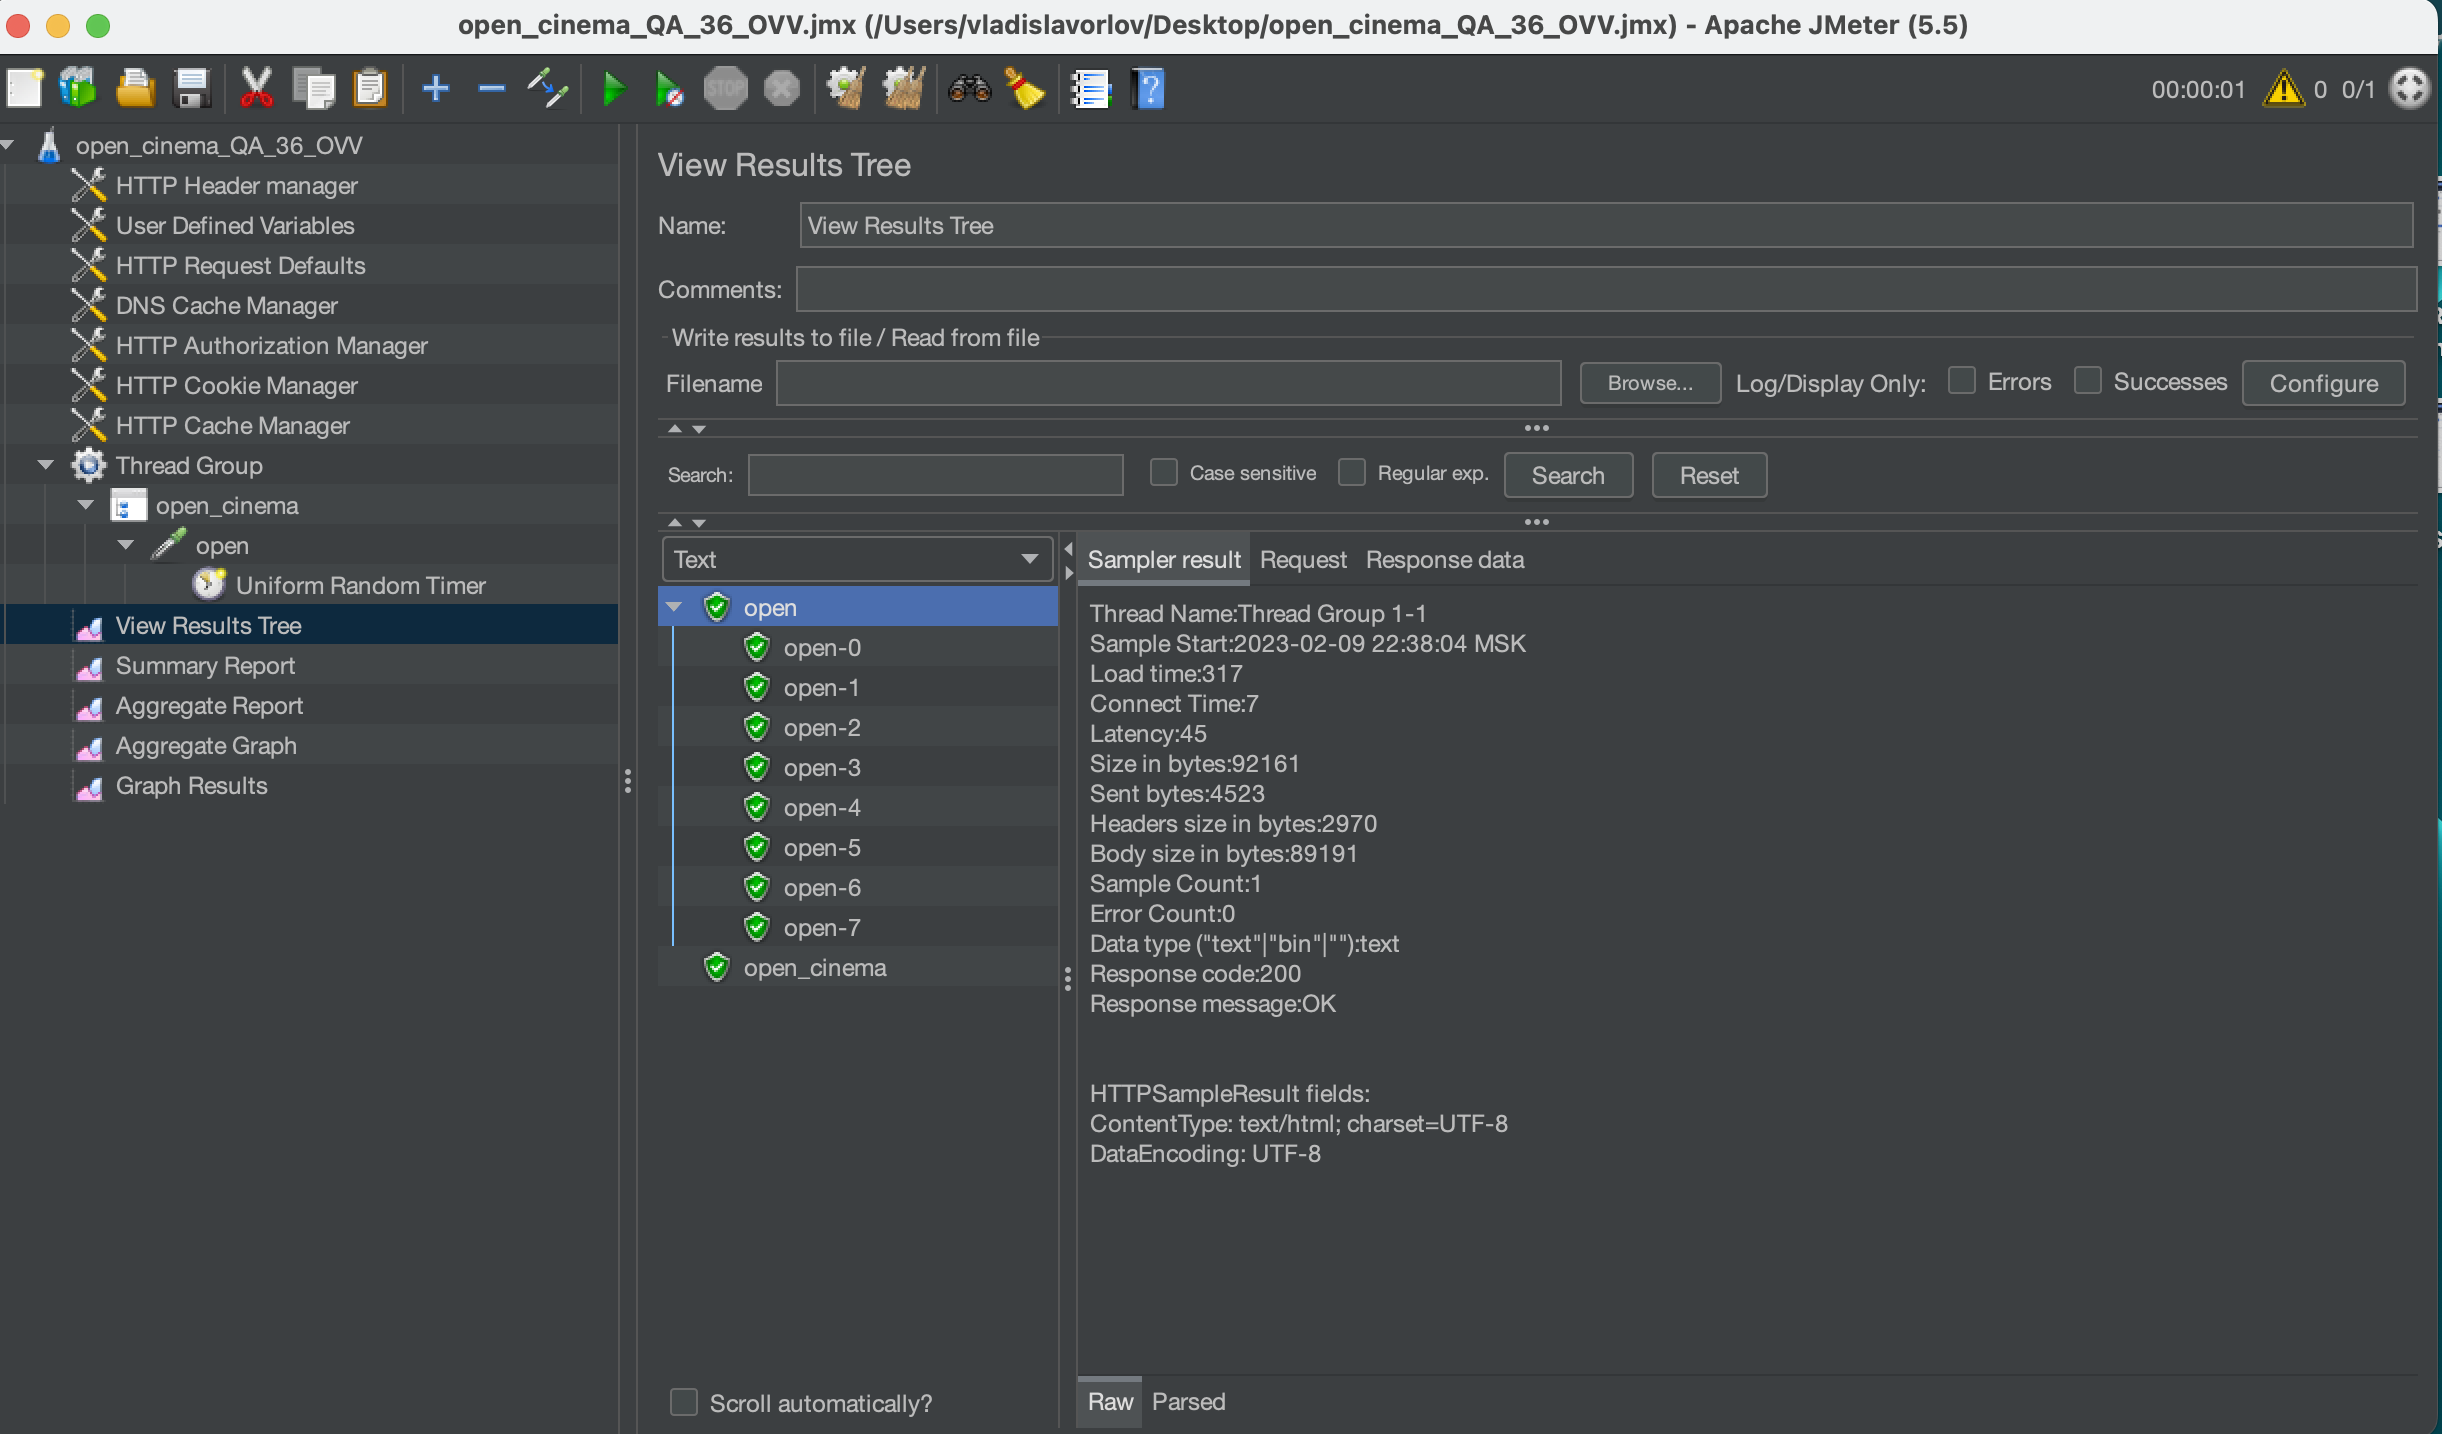 open_cinema_QA_36_OVV.jmx (/Users/vladislavorlov/Desktop/open_cinema_QA_36_OVV.jmx) - Apache JMeter (5.5)
STOP
00:00:01 0 0/1
open_cinema_QA_36_OVV
HTTP Header manager
User Defined Variables
HTTP Request Defaults
DNS Cache Manager
HTTP Authorization Manager
HTTP Cookie Manager
HTTP Cache Manager
Thread Group
open_cinema
open
Uniform Random Timer
View Results Tree
Summary Report
Aggregate Report
Aggregate Graph
Graph Results
View Results Tree
Name: View Results Tree
Comments:
Write results to file / Read from file
Filename Browse... Log/Display Only: Errors Successes Configure
Search: Case sensitive Regular exp. Search Reset
Text
open
open-0
open-1
open-2
open-3
open-4
open-5
open-6
open-7
open_cinema
Scroll automatically?
Sampler result Request Response data
Thread Name:Thread Group 1-1
Sample Start:2023-02-09 22:38:04 MSK
Load time:317
Connect Time:7
Latency:45
Size in bytes:92161
Sent bytes:4523
Headers size in bytes:2970
Body size in bytes:89191
Sample Count:1
Error Count:0
Data type ("text"|"bin"|""):text
Response code:200
Response message:OK
HTTPSampleResult fields:
ContentType: text/html; charset=UTF-8
DataEncoding: UTF-8
Raw Parsed